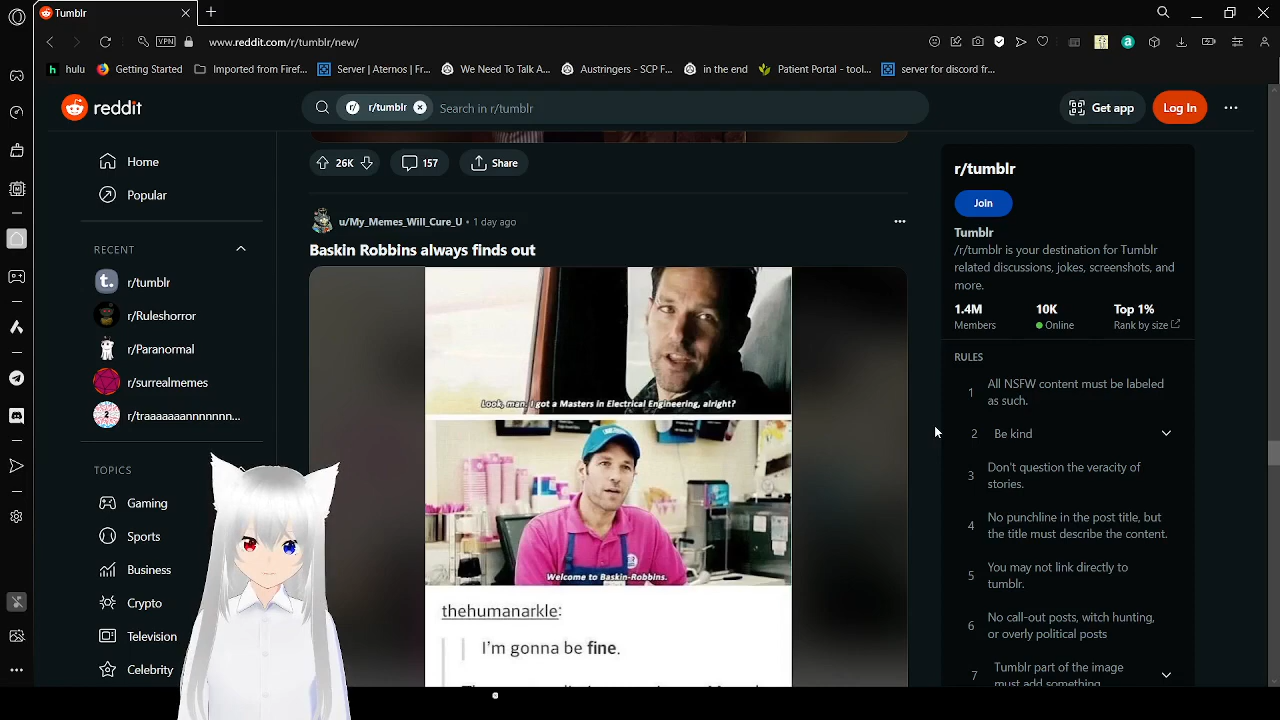 Tumblr
VPN
www.reddit.com/r/tumblr/new/
hulu
Getting Started
Imported from Firef...
Server | Aternos | Fr...
We Need To Talk A...
Austringers - SCP F...
in the end
Patient Portal - tool...
server for discord fr...
reddit
r/tumblr
Search in r/tumblr
Get app
Log In
Home
Popular
RECENT
r/tumblr
r/Ruleshorror
r/Paranormal
r/surrealmemes
r/traaaaaaannnnnn...
TOPICS
Gaming
Sports
Business
Crypto
Television
Celebrity
26K
157
Share
u/My_Memes_Will_Cure_U • 1 day ago
Baskin Robbins always finds out
Look, man, I got a Masters in Electrical Engineering, alright?
Welcome to Baskin-Robbins.
thehumanarkle:
I'm gonna be fine.
r/tumblr
Join
Tumblr
/r/tumblr is your destination for Tumblr
related discussions, jokes, screenshots, and
more.
1.4M
Members
10K
Online
Top 1%
Rank by size
RULES
1 All NSFW content must be labeled
as such.
2 Be kind
3 Don't question the veracity of
stories.
4 No punchline in the post title, but
the title must describe the content.
5 You may not link directly to
tumblr.
6 No call-out posts, witch hunting,
or overly political posts
7 Tumblr part of the image
must add something